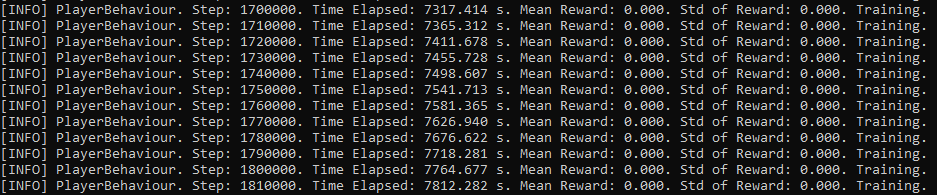 [INFO] PlayerBehaviour. Step: 1700000. Time Elapsed: 7317.414 s. Mean Reward: 0.000. Std of Reward: 0.000. Training.
[INFO] PlayerBehaviour. Step: 1710000. Time Elapsed: 7365.312 s. Mean Reward: 0.000. Std of Reward: 0.000. Training.
[INFO] PlayerBehaviour. Step: 1720000. Time Elapsed: 7411.678 s. Mean Reward: 0.000. Std of Reward: 0.000. Training.
[INFO] PlayerBehaviour. Step: 1730000. Time Elapsed: 7455.728 s. Mean Reward: 0.000. Std of Reward: 0.000. Training.
[INFO] PlayerBehaviour. Step: 1740000. Time Elapsed: 7498.607 s. Mean Reward: 0.000. Std of Reward: 0.000. Training.
[INFO] PlayerBehaviour. Step: 1750000. Time Elapsed: 7541.713 s. Mean Reward: 0.000. Std of Reward: 0.000. Training.
[INFO] PlayerBehaviour. Step: 1760000. Time Elapsed: 7581.365 s. Mean Reward: 0.000. Std of Reward: 0.000. Training.
[INFO] PlayerBehaviour. Step: 1770000. Time Elapsed: 7626.940 s. Mean Reward: 0.000. Std of Reward: 0.000. Training.
[INFO] PlayerBehaviour. Step: 1780000. Time Elapsed: 7676.622 s. Mean Reward: 0.000. Std of Reward: 0.000. Training.
[INFO] PlayerBehaviour. Step: 1790000. Time Elapsed: 7718.281 s. Mean Reward: 0.000. Std of Reward: 0.000. Training.
[INFO] PlayerBehaviour. Step: 1800000. Time Elapsed: 7764.677 s. Mean Reward: 0.000. Std of Reward: 0.000. Training.
[INFO] PlayerBehaviour. Step: 1810000. Time Elapsed: 7812.282 s. Mean Reward: 0.000. Std of Reward: 0.000. Training.